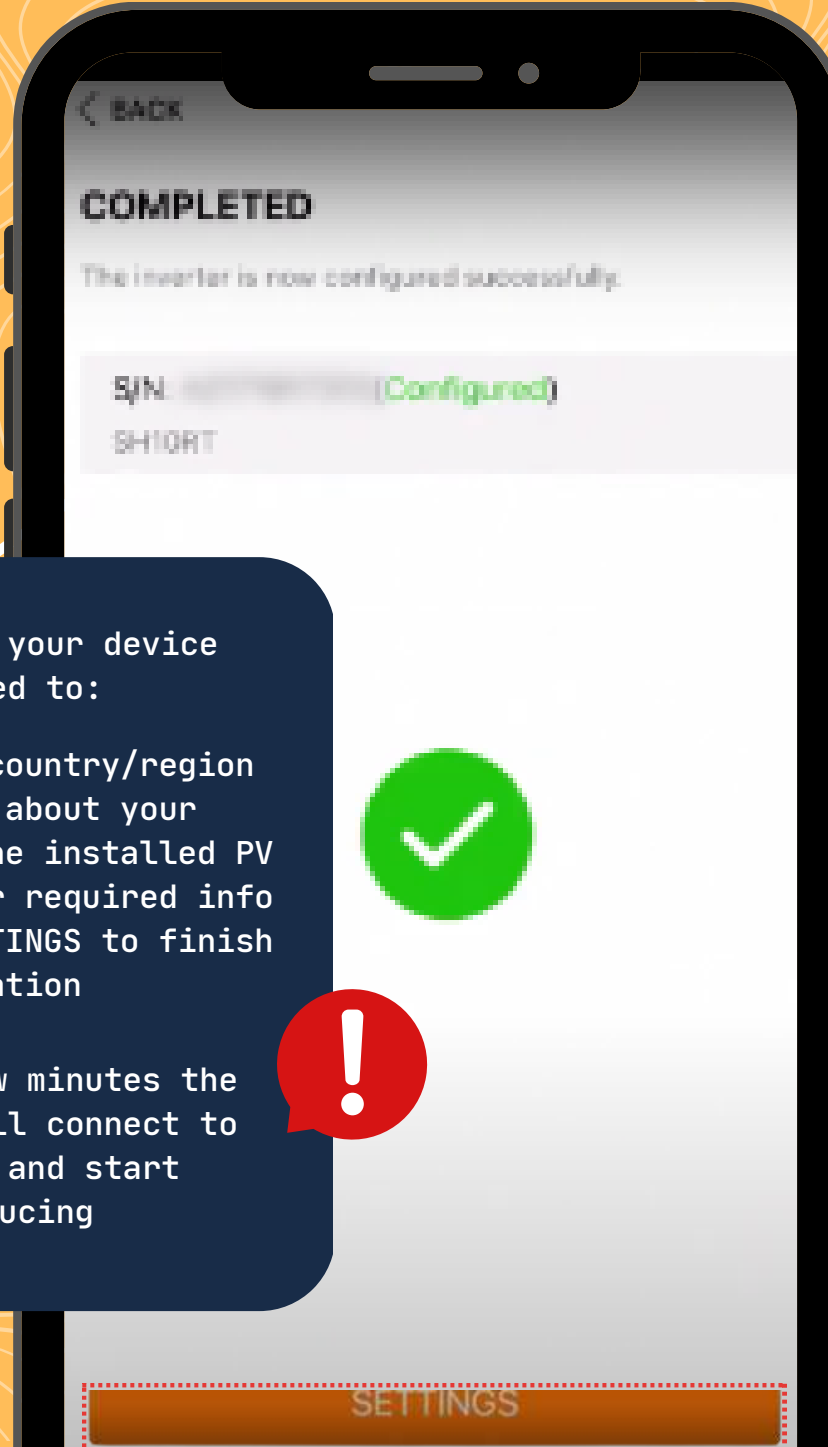 BACK
COMPLETED
The inverter is now configured successfully.
S/N: (Configured)
SH10RT
your device
ed to:
country/region
about your
ne installed PV
r required info
TINGS to finish
ation
w minutes the
ll connect to
and start
ucing
SETTINGS